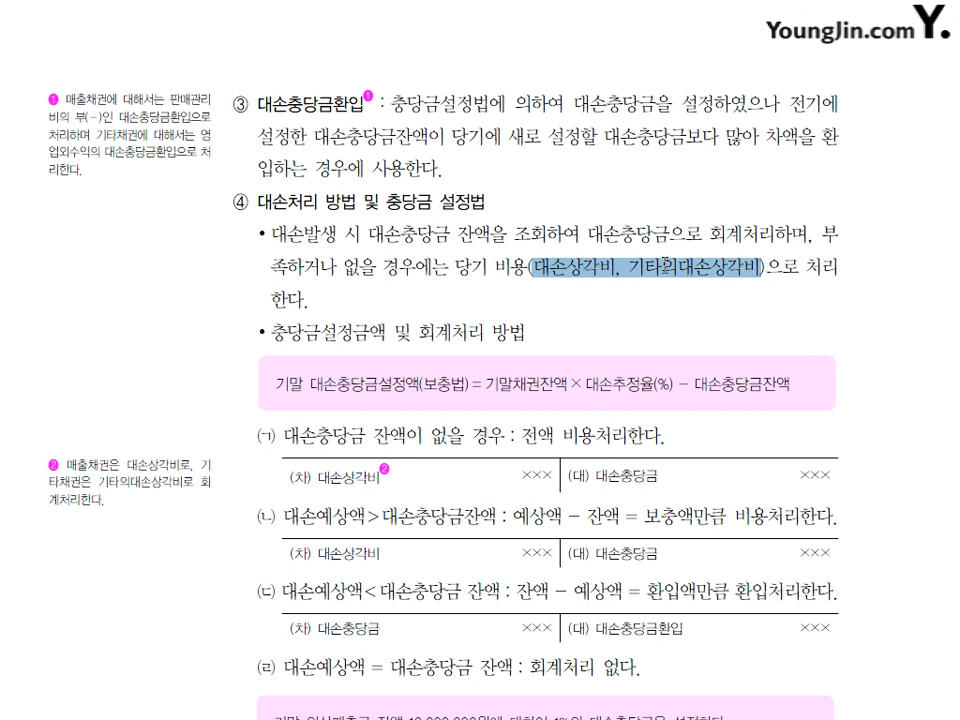 YoungJin.com Y.
❶ 매출채권에 대해서는 판매관리
비의 부(-)인 대손충당금환입으로
처리하며 기타채권에 대해서는 영
업외수익의 대손충당금환입으로 처
리한다.
③ 대손충당금환입❶ : 충당금설정법에 의하여 대손충당금을 설정하였으나 전기에
설정한 대손충당금잔액이 당기에 새로 설정할 대손충당금보다 많아 차액을 환
입하는 경우에 사용한다.
④ 대손처리 방법 및 충당금 설정법
• 대손발생 시 대손충당금 잔액을 조회하여 대손충당금으로 회계처리하며, 부
족하거나 없을 경우에는 당기 비용(대손상각비, 기타의대손상각비)으로 처리
한다.
• 충당금설정금액 및 회계처리 방법
기말 대손충당금설정액(보충법) = 기말채권잔액 × 대손추정율(%) - 대손충당금잔액
㈀ 대손충당금 잔액이 없을 경우 : 전액 비용처리한다.
❷ 매출채권은 대손상각비로, 기
타채권은 기타의대손상각비로 회
계처리한다.
(차) 대손상각비❷ ××× (대) 대손충당금 ×××
㈁ 대손예상액 > 대손충당금잔액 : 예상액 - 잔액 = 보충액만큼 비용처리한다.
(차) 대손상각비 ××× (대) 대손충당금 ×××
㈂ 대손예상액 < 대손충당금 잔액 : 잔액 - 예상액 = 환입액만큼 환입처리한다.
(차) 대손충당금 ××× (대) 대손충당금환입 ×××
㈃ 대손예상액 = 대손충당금 잔액 : 회계처리 없다.